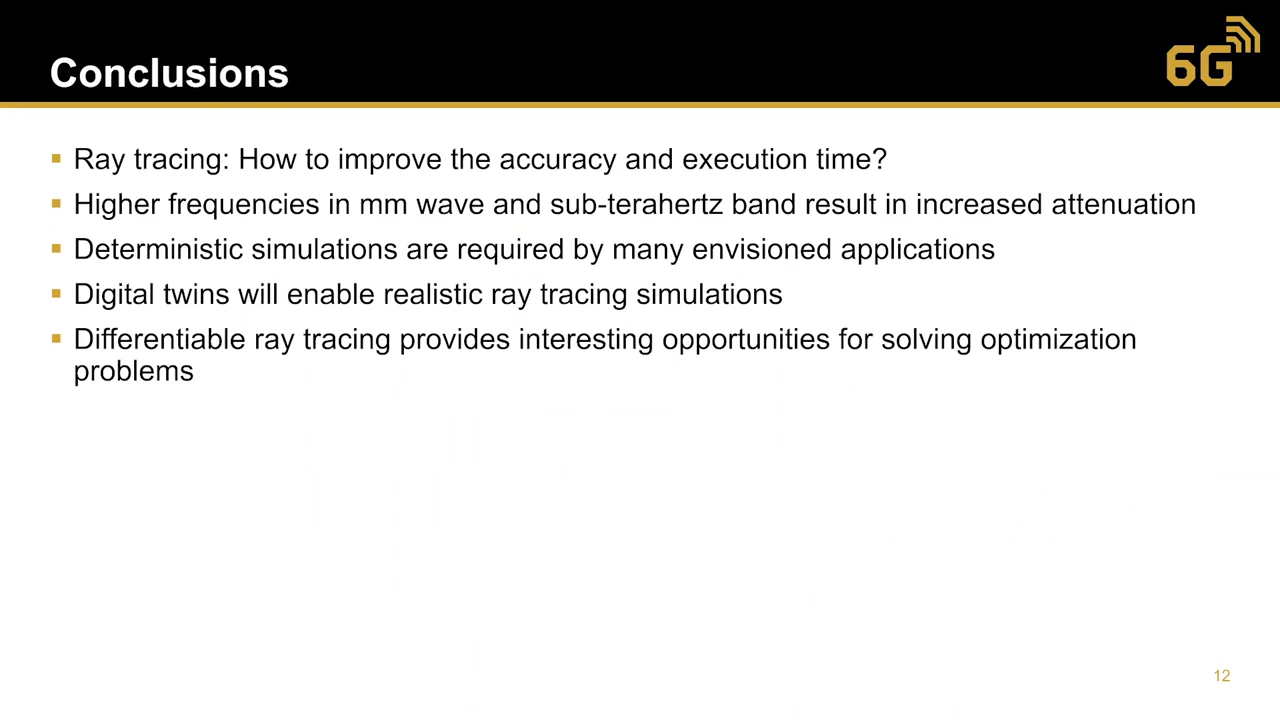 Conclusions
6G
▪ Ray tracing: How to improve the accuracy and execution time?
▪ Higher frequencies in mm wave and sub-terahertz band result in increased attenuation
▪ Deterministic simulations are required by many envisioned applications
▪ Digital twins will enable realistic ray tracing simulations
▪ Differentiable ray tracing provides interesting opportunities for solving optimization
problems
12